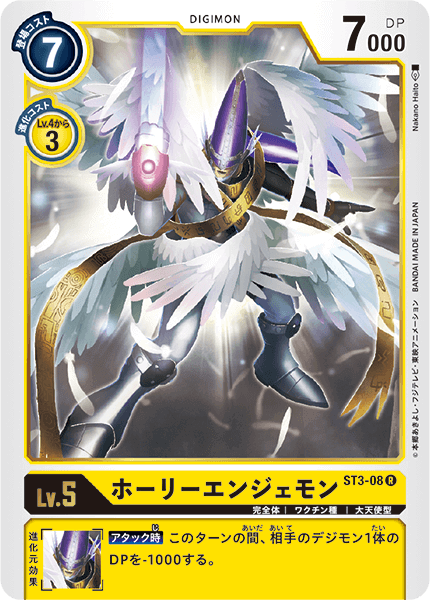 登場コスト
7
DIGIMON
DP
7000
進化コスト
Lv.4から
3
Nakano Haito
©本郷あきよし・フジテレビ・東映アニメーション BANDAI MADE IN JAPAN
Lv.5
ホーリーエンジェモン
ST3-08 R
完全体 | ワクチン種 | 大天使型
進化元効果
アタック時 このターンの間、相手のデジモン1体の
DPを-1000する。